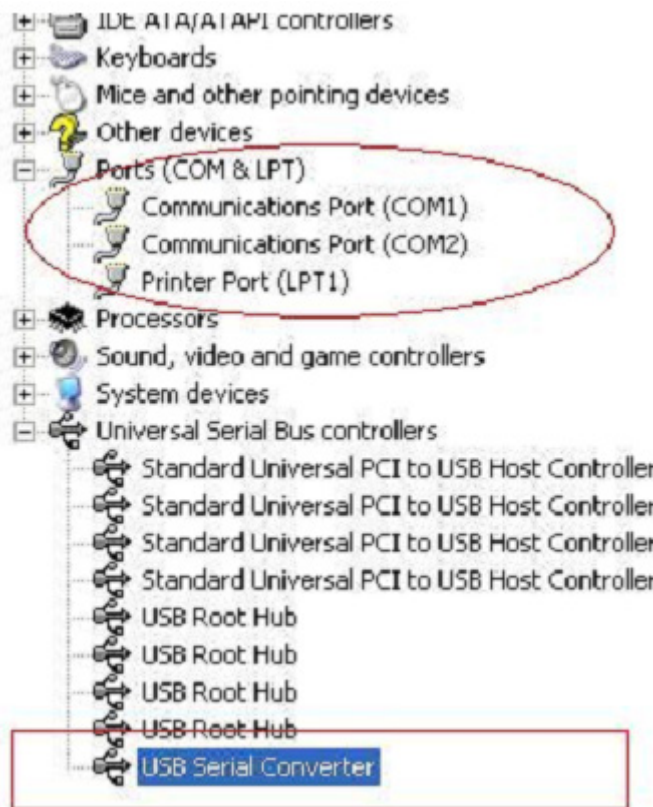 IDE ATA/ATAPI controllers
Keyboards
Mice and other pointing devices
Other devices
Ports (COM & LPT)
Communications Port (COM1)
Communications Port (COM2)
Printer Port (LPT1)
Processors
Sound, video and game controllers
System devices
Universal Serial Bus controllers
Standard Universal PCI to USB Host Controller
Standard Universal PCI to USB Host Controller
Standard Universal PCI to USB Host Controller
Standard Universal PCI to USB Host Controller
USB Root Hub
USB Root Hub
USB Root Hub
USB Root Hub
USB Serial Converter